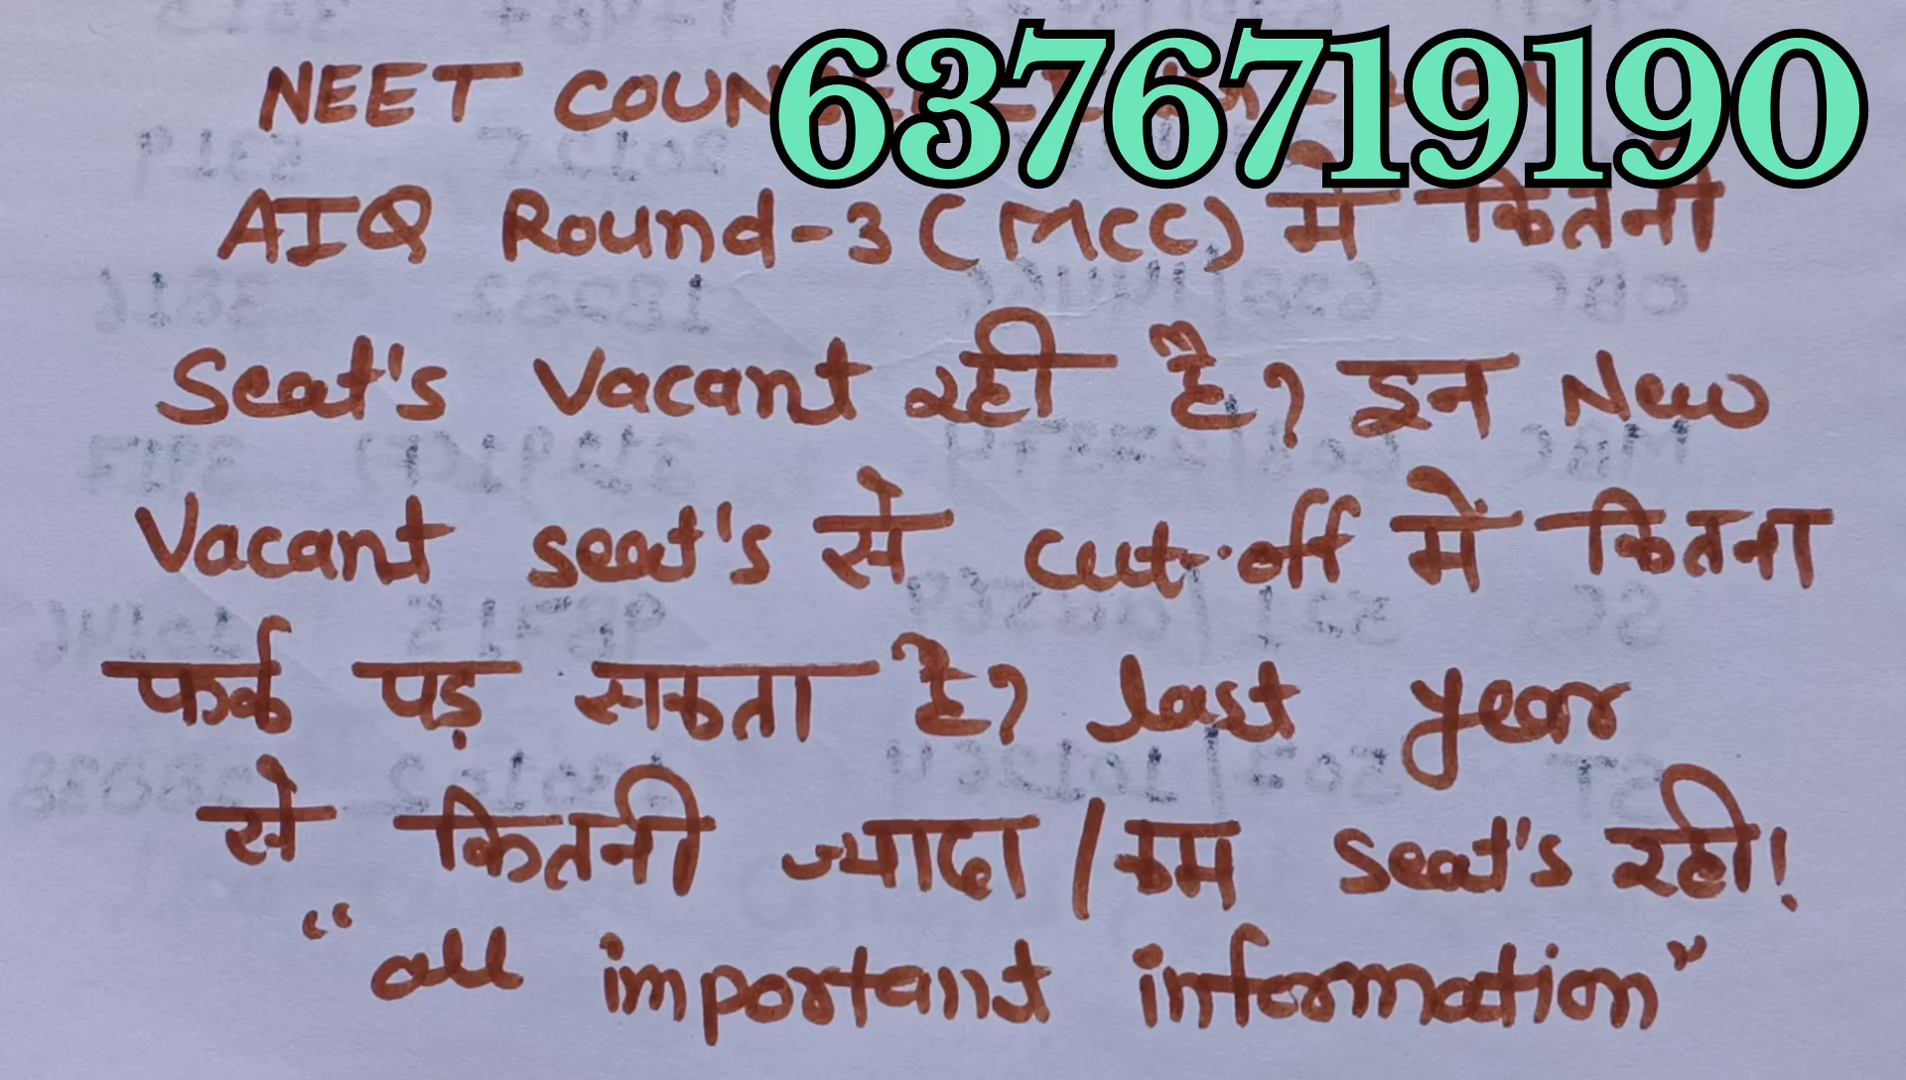 6376719190
NEET
AIQ Round-3 (MCC) मे कितनी
Seat's Vacant रही है? इन New
Vacant seat's से cut-off में कितना
फर्क पड़ सकता है? last year
से कितनी ज्यादा/कम seat's रही!
"all important information"